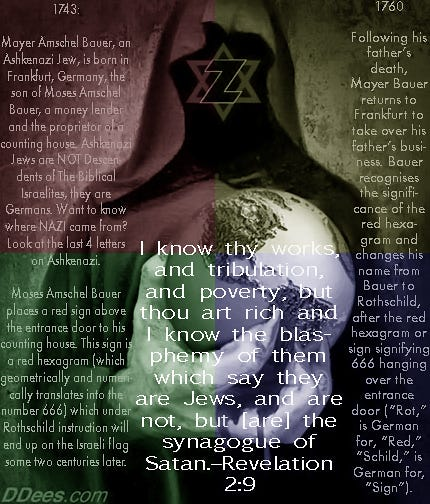 1743:
Mayer Amschel Bauer, an
Ashkenazi Jew, is born in
Frankfurt, Germany, the
son of Moses Amschel
Bauer, a money lender
and the proprietor of a
counting house. Ashkenazi
Jews are NOT Descen-
dents of The Biblical
Israelites, they are
Germans. Want to know
where NAZI came from?
Look at the last 4 letters
on Ashkenazi.
Moses Amschel Bauer
places a red sign above
the entrance door to his
counting house. This sign is
a red hexagram (which
geometrically and numeri-
cally translates into the
number 666) which under
Rothschild instruction will
end up on the Israeli flag
some two centuries later.
DDees.com
Z
I know thy works,
and tribulation,
and poverty, but
thou art rich and
I know the blas-
phemy of them
which say they
are Jews, and are
not, but [are] the
synagogue of
Satan.–Revelation
2:9
1760
Following his
father's
death,
Mayer Bauer
returns to
Frankfurt to
take over his
father's busi-
ness. Bauer
recognises
the signifi-
cance of the
red hexa-
gram and
changes his
name from
Bauer to
Rothschild,
after the red
hexagram or
sign signifying
666 hanging
over the
entrance
door ("Rot,"
is German
for, "Red,"
"Schild," is
German for,
"Sign").